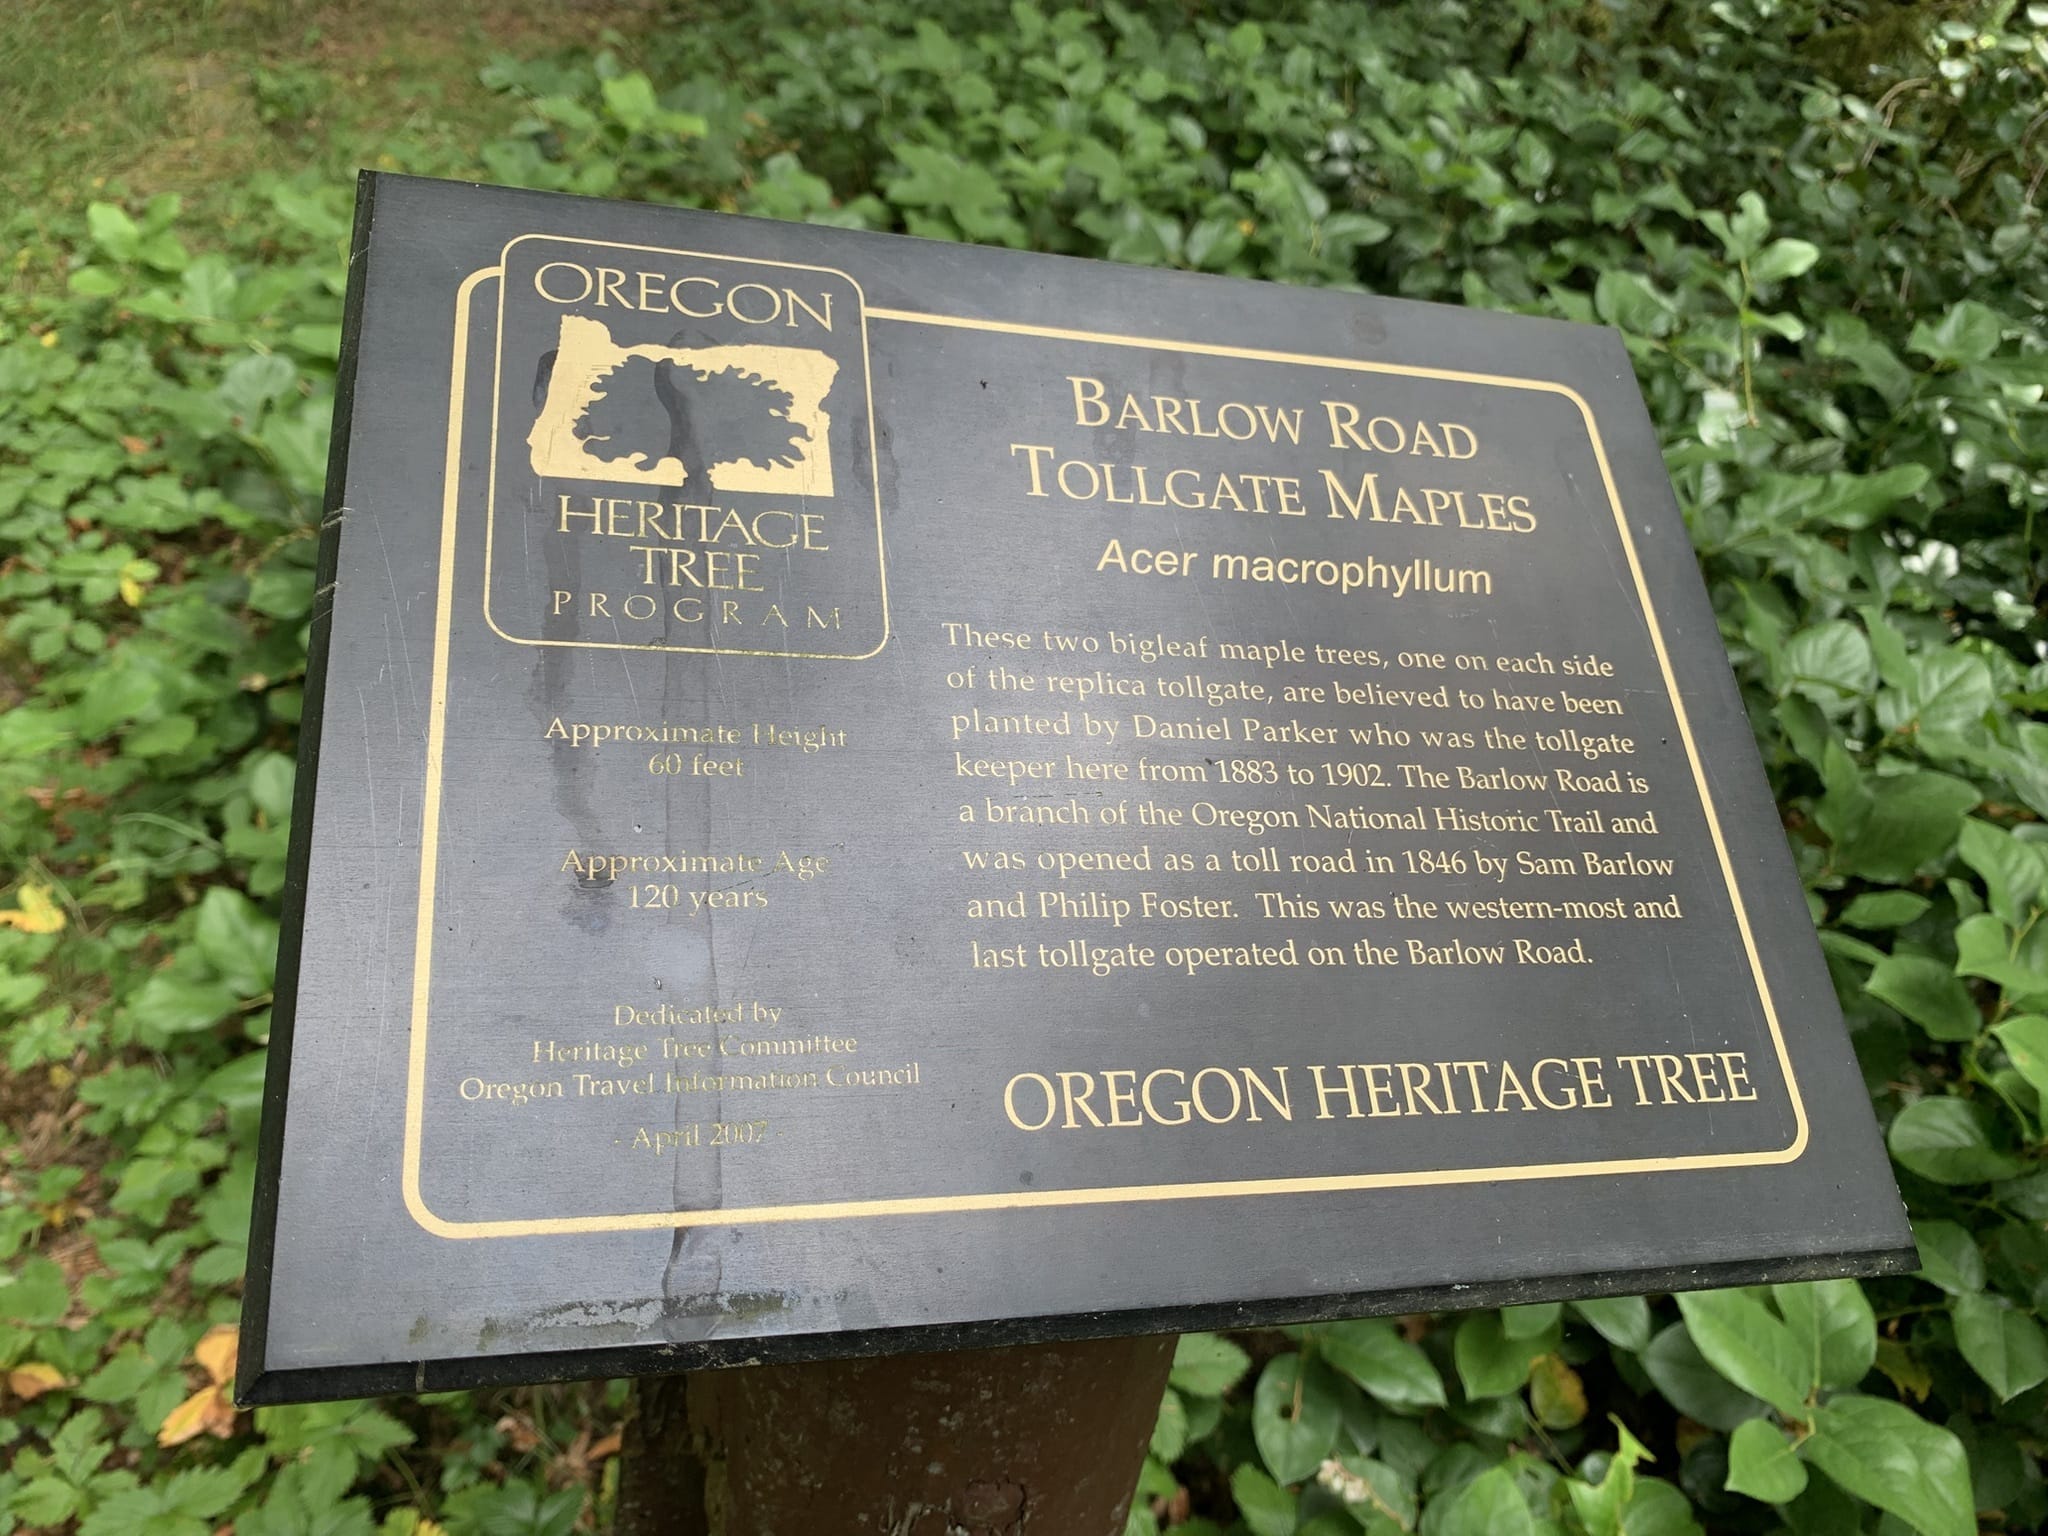 OREGON
HERITAGE
TREE
PROGRAM
Approximate Height
60 feet
Approximate Age
120 years
Dedicated by
Heritage Tree Committee
Oregon Travel Information Council
- April 2007 -
BARLOW ROAD
TOLLGATE MAPLES
Acer macrophyllum
These two bigleaf maple trees, one on each side
of the replica tollgate, are believed to have been
planted by Daniel Parker who was the tollgate
keeper here from 1883 to 1902. The Barlow Road is
a branch of the Oregon National Historic Trail and
was opened as a toll road in 1846 by Sam Barlow
and Philip Foster. This was the western-most and
last tollgate operated on the Barlow Road.
OREGON HERITAGE TREE